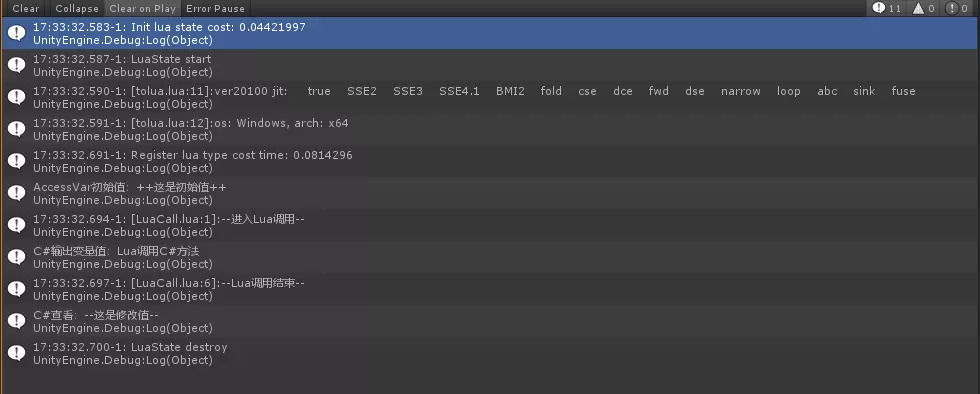 Clear Collapse Clear on Play Error Pause 11 0 0
17:33:32.583-1: Init lua state cost: 0.04421997
UnityEngine.Debug:Log(Object)
17:33:32.587-1: LuaState start
UnityEngine.Debug:Log(Object)
17:33:32.590-1: [tolua.lua:11]:ver20100 jit: true SSE2 SSE3 SSE4.1 BMI2 fold cse dce fwd dse narrow loop abc sink fuse
UnityEngine.Debug:Log(Object)
17:33:32.591-1: [tolua.lua:12]:os: Windows, arch: x64
UnityEngine.Debug:Log(Object)
17:33:32.691-1: Register lua type cost time: 0.0814296
UnityEngine.Debug:Log(Object)
AccessVar初始值: ++这是初始值++
UnityEngine.Debug:Log(Object)
17:33:32.694-1: [LuaCall.lua:1]:--进入Lua调用--
UnityEngine.Debug:Log(Object)
C#输出变量值: Lua调用C#方法
UnityEngine.Debug:Log(Object)
17:33:32.697-1: [LuaCall.lua:6]:--Lua调用结束--
UnityEngine.Debug:Log(Object)
C#查看: --这是修改值--
UnityEngine.Debug:Log(Object)
17:33:32.700-1: LuaState destroy
UnityEngine.Debug:Log(Object)